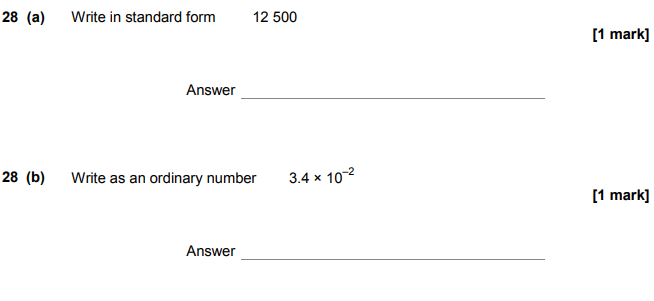 28 (a) Write in standard form 12 500
[1 mark]
Answer
28 (b) Write as an ordinary number 3.4 × 10⁻²
[1 mark]
Answer